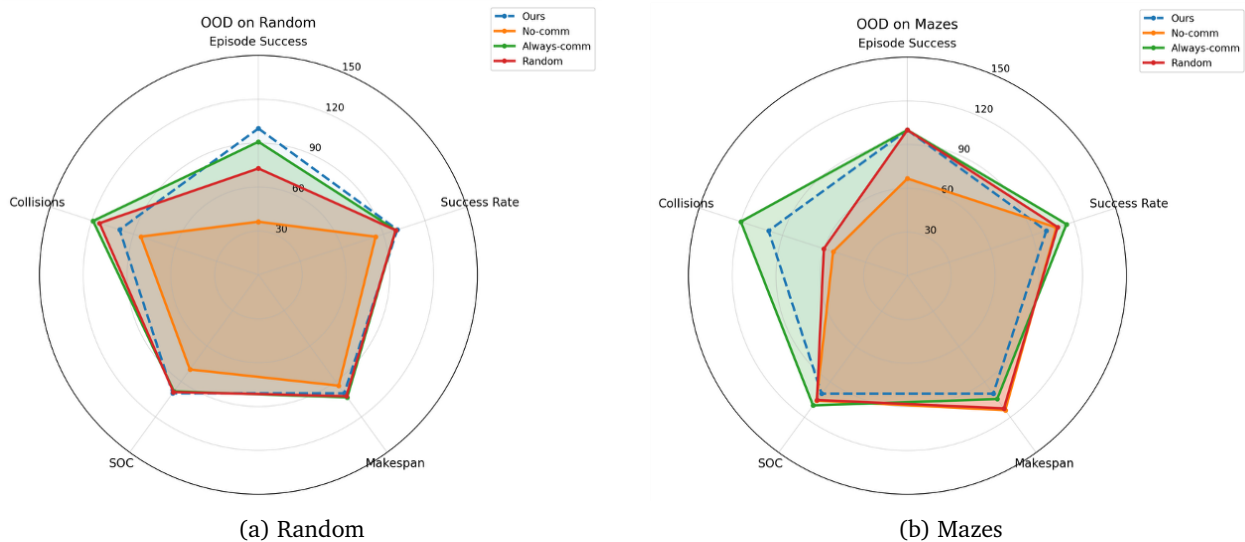 OOD on Random
Episode Success
Ours
No-comm
Always-comm
Random
150
120
90
60
30
Collisions
Success Rate
SOC
Makespan
(a) Random
OOD on Mazes
Episode Success
Ours
No-comm
Always-comm
Random
150
120
90
60
30
Collisions
Success Rate
SOC
Makespan
(b) Mazes